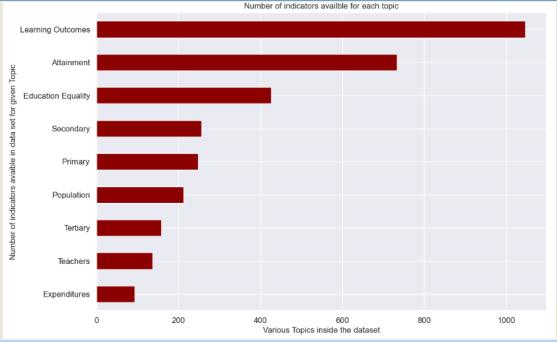 Number of indicators availble for each topic
Number of indicators avaible in data set for given Topic
Learning Outcomes
Attainment
Education Equality
Secondary
Primary
Population
Tertiary
Teachers
Expenditures
0 200 400 600 800 1000
Various Topics inside the dataset